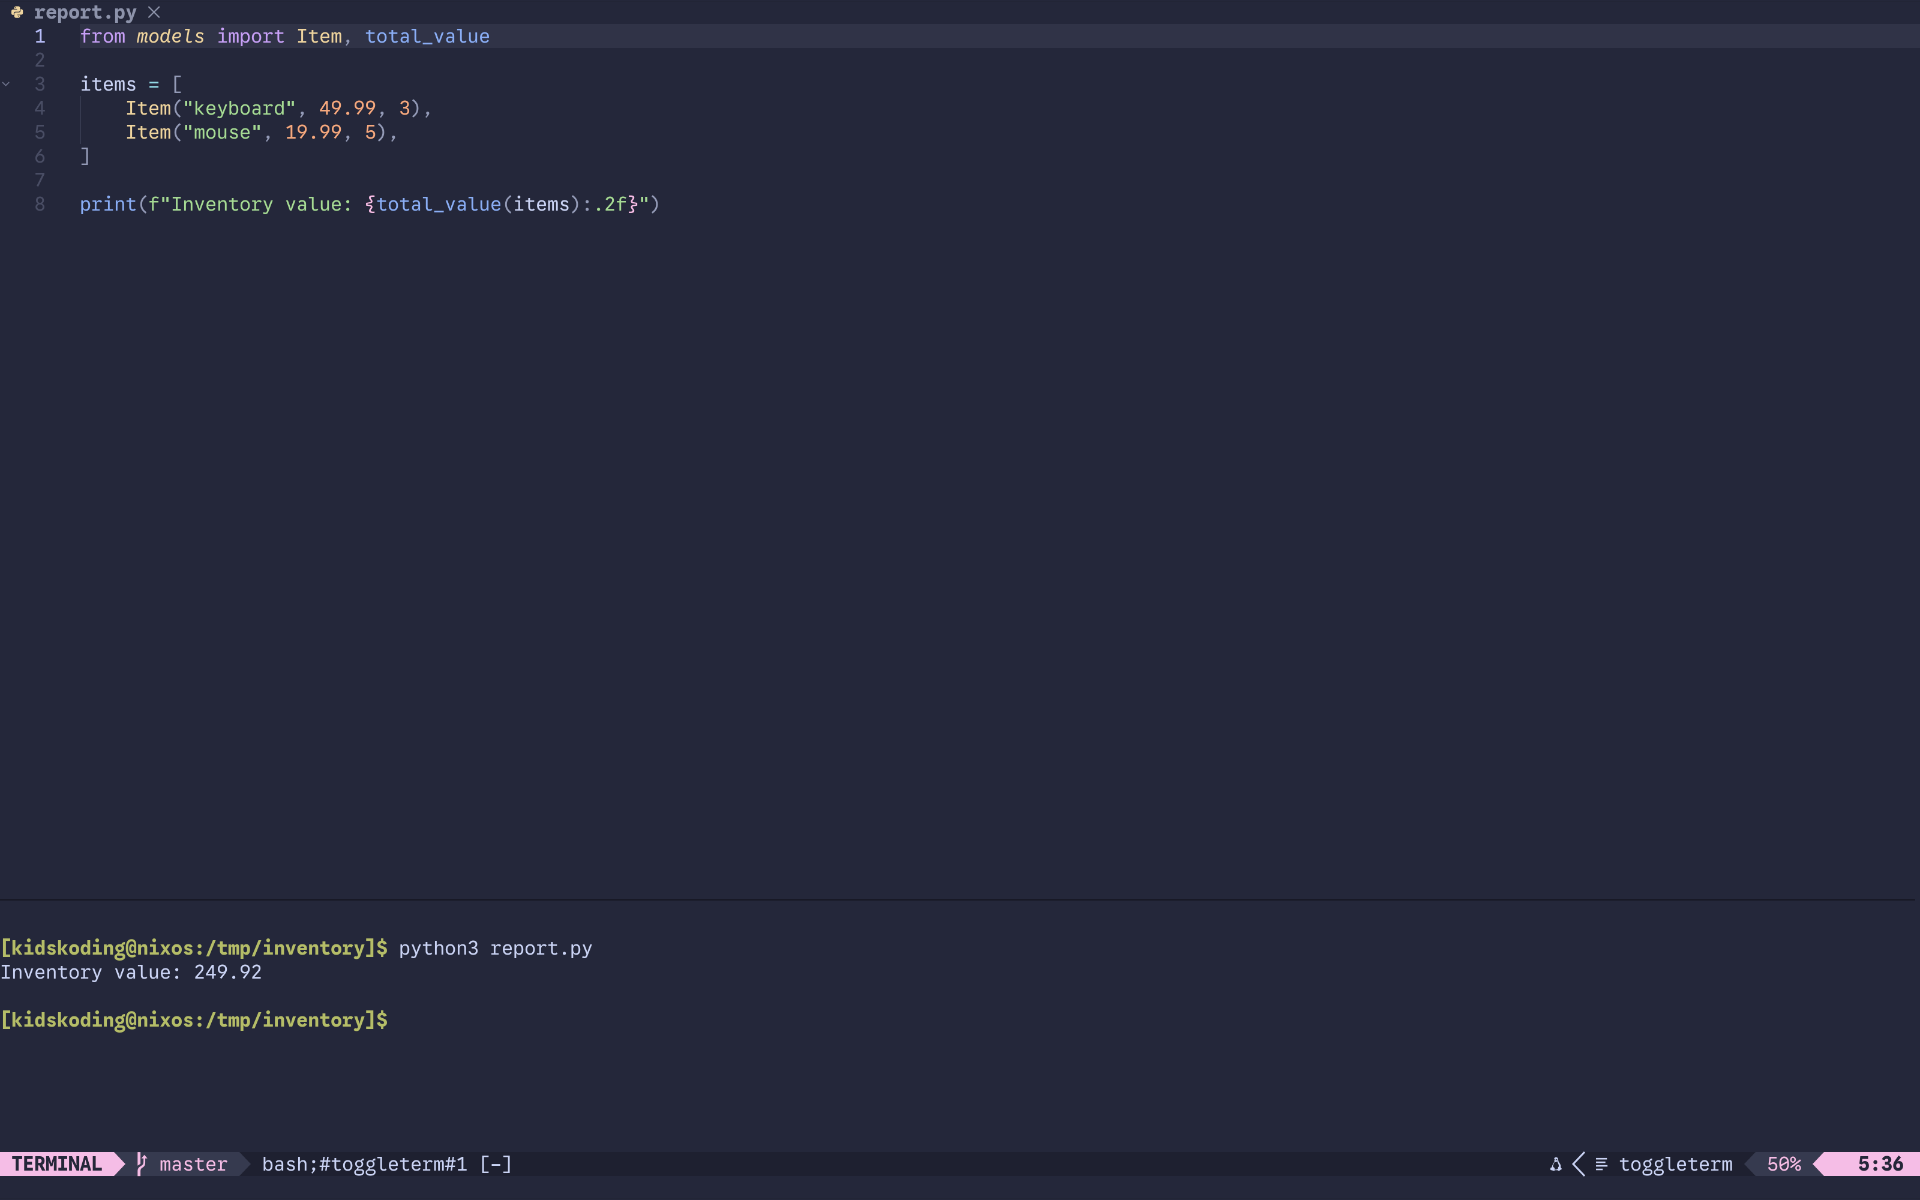 report.py ×
1 from models import Item, total_value
2
3 items = [
4     Item("keyboard", 49.99, 3),
5     Item("mouse", 19.99, 5),
6 ]
7
8 print(f"Inventory value: {total_value(items):.2f}")
[kidskoding@nixos:/tmp/inventory]$ python3 report.py
Inventory value: 249.92
[kidskoding@nixos:/tmp/inventory]$
TERMINAL master bash;#toggleterm#1 [-] toggleterm 50% 5:36